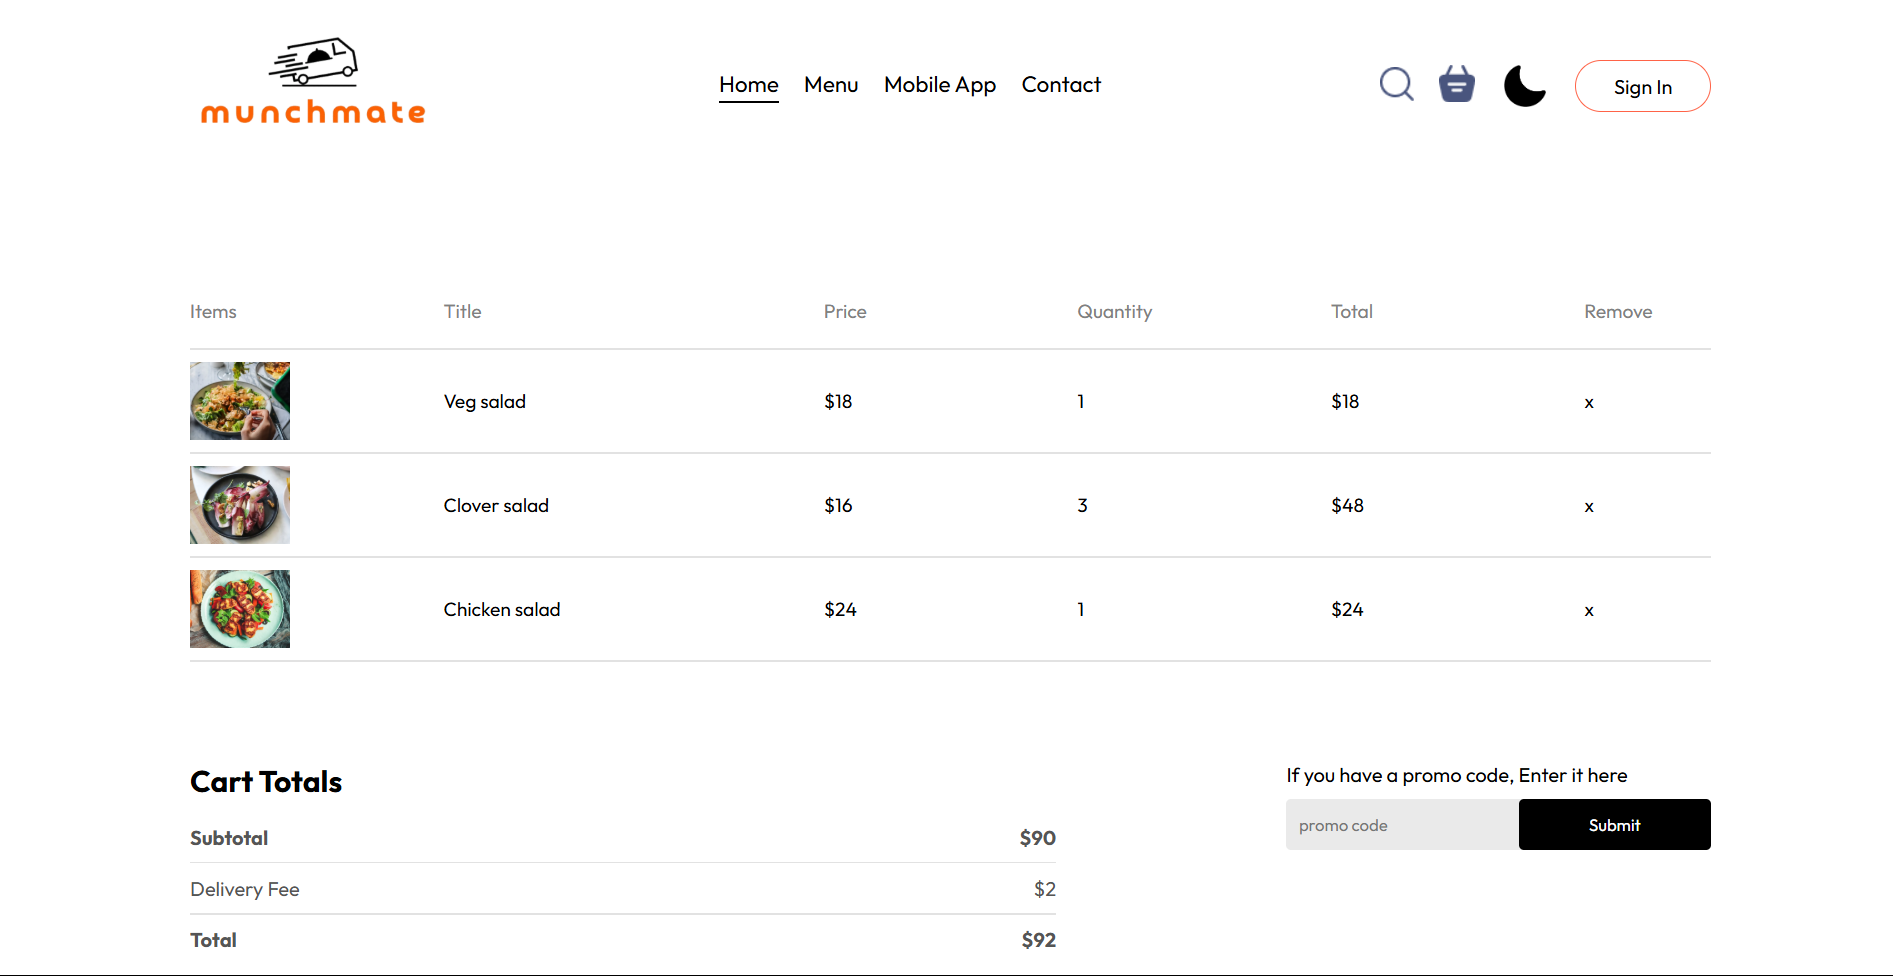 munchmate
Home Menu Mobile App Contact
Sign In
Items Title Price Quantity Total Remove
Veg salad $18 1 $18 x
Clover salad $16 3 $48 x
Chicken salad $24 1 $24 x
Cart Totals
Subtotal $90
Delivery Fee $2
Total $92
If you have a promo code, Enter it here
promo code Submit